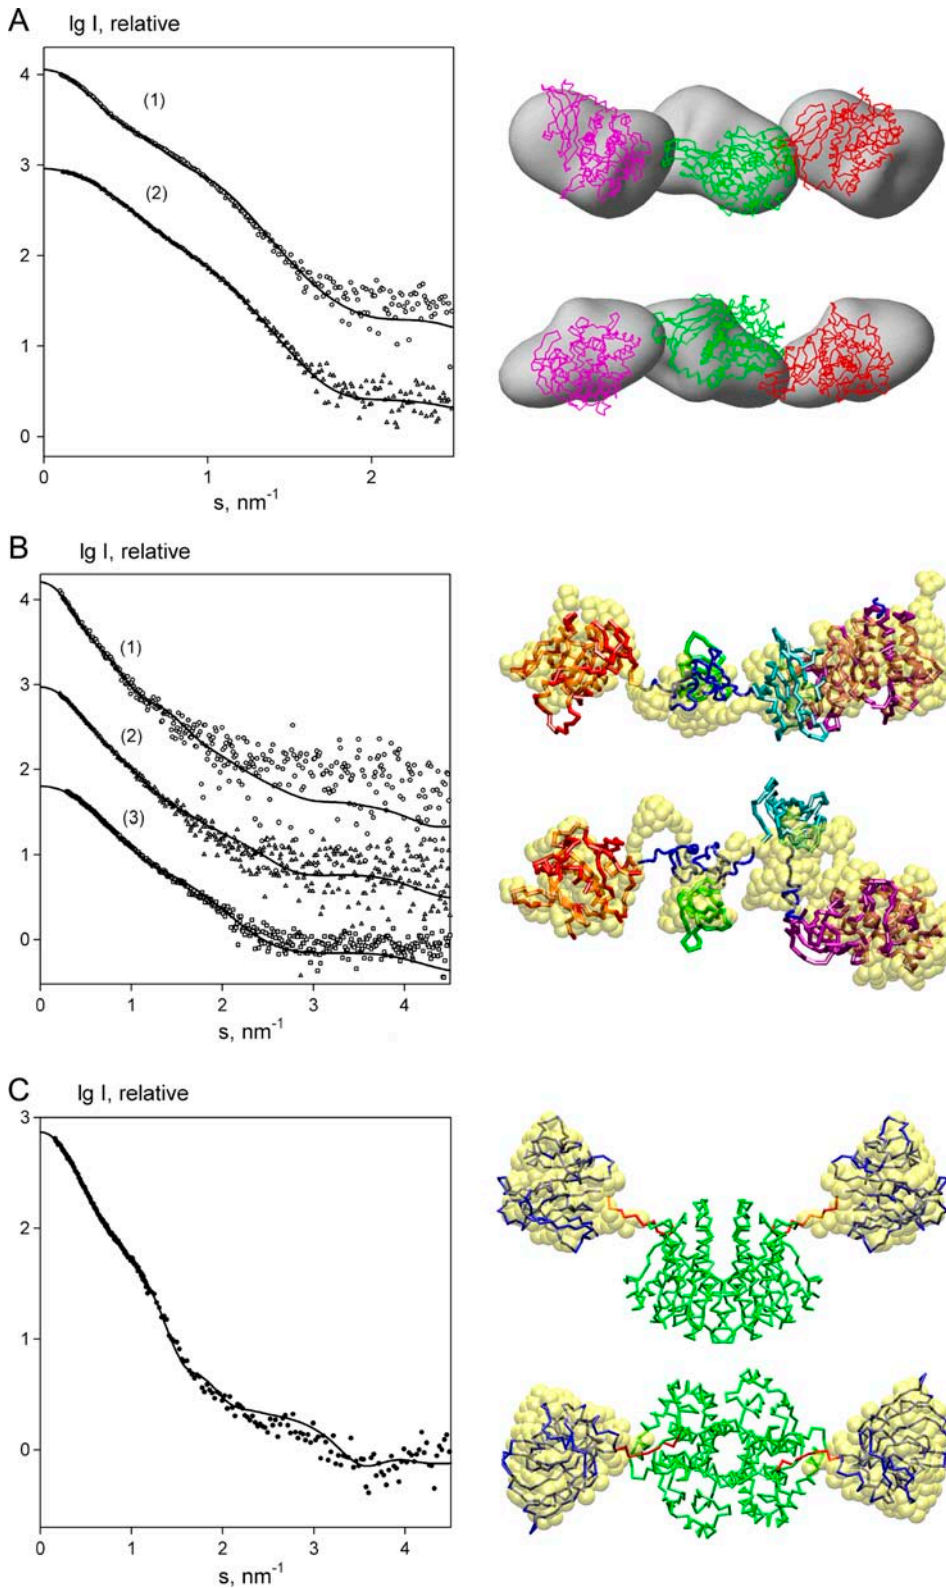 A
lg I, relative
4
(1)
3
(2)
2
1
0
0 1 2
s, nm-1
B
lg I, relative
4
(1)
3
(2)
2
(3)
1
0
0 1 2 3 4
s, nm-1
C
lg I, relative
3
2
1
0
0 1 2 3 4
s, nm-1